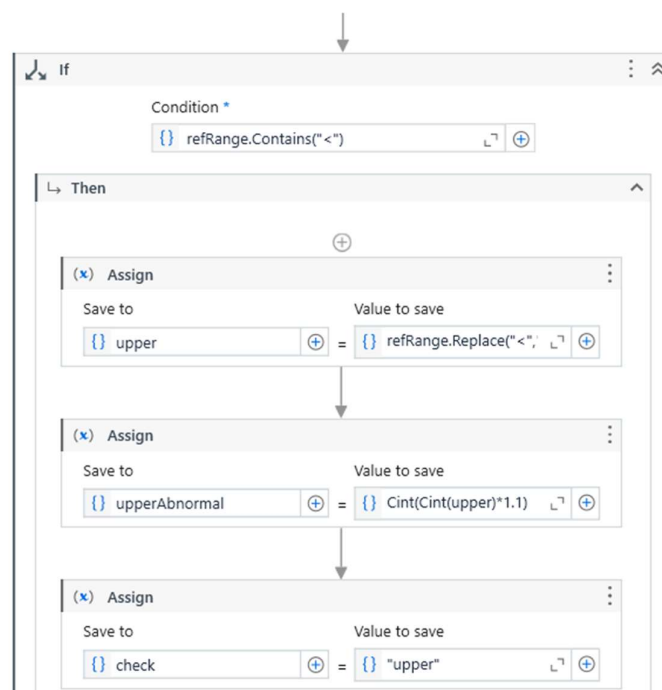 If
Condition *
{} refRange.Contains("<")
Then
(x) Assign
Save to Value to save
{} upper = {} refRange.Replace("<",
(x) Assign
Save to Value to save
{} upperAbnormal = {} Cint(Cint(upper)*1.1)
(x) Assign
Save to Value to save
{} check = {} "upper"